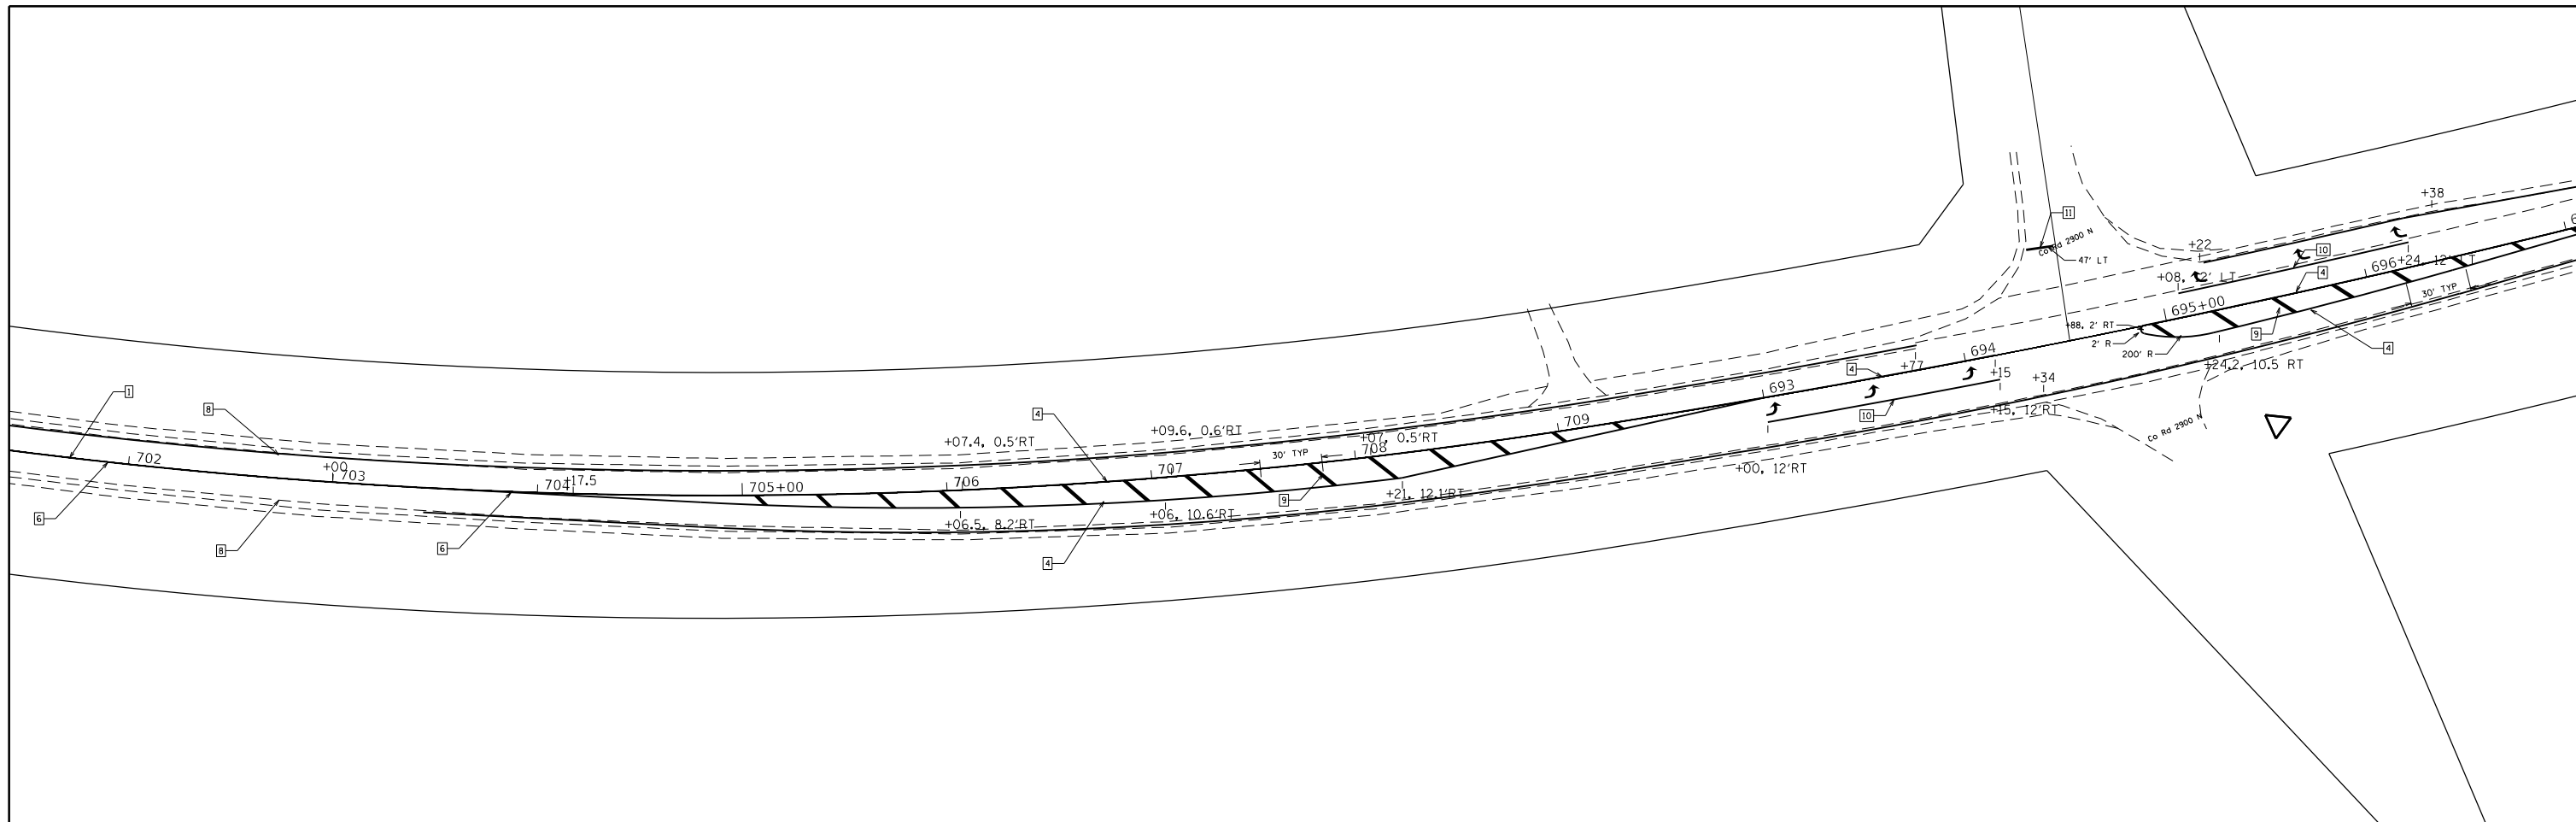 +38
11
Co Rd 2900 N
+22
10
47' LT
696
+24, 12' LT
+08, 2' LT
4
30' TYP
695+00
+88, 2' RT
2' R
200' R
9
4
694
+77
4
+15
+34
+24.2, 10.5 RT
693
1
8
4
10
+15, 12'RT
709
Co Rd 2900 N
+07.4, 0.5'RT
+09.6, 0.6'RT
+07, 0.5'RT
708
30' TYP
702
+00
703
704
+17.5
705+00
706
707
+00, 12'RT
9
+21, 12.1'RT
6
8
6
+06.5, 8.2'RT
+06, 10.6'RT
4